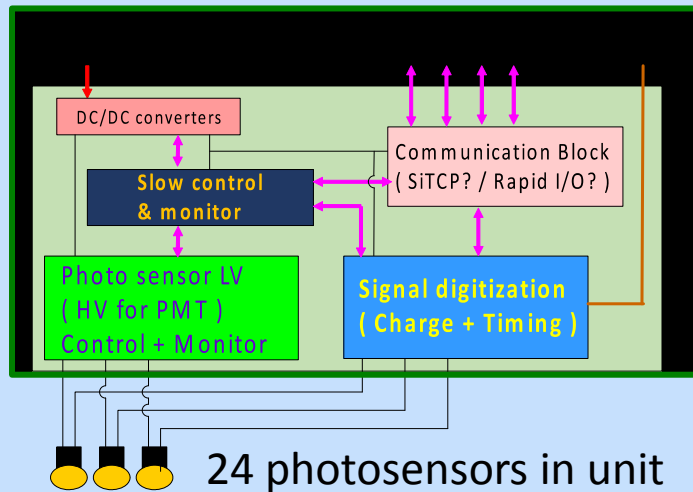 DC/DC converters
Communication Block
( SiTCP? / Rapid I/O? )
Slow control
& monitor
Photo sensor LV
( HV for PMT )
Control + Monitor
Signal digitization
( Charge + Timing )
24 photosensors in unit